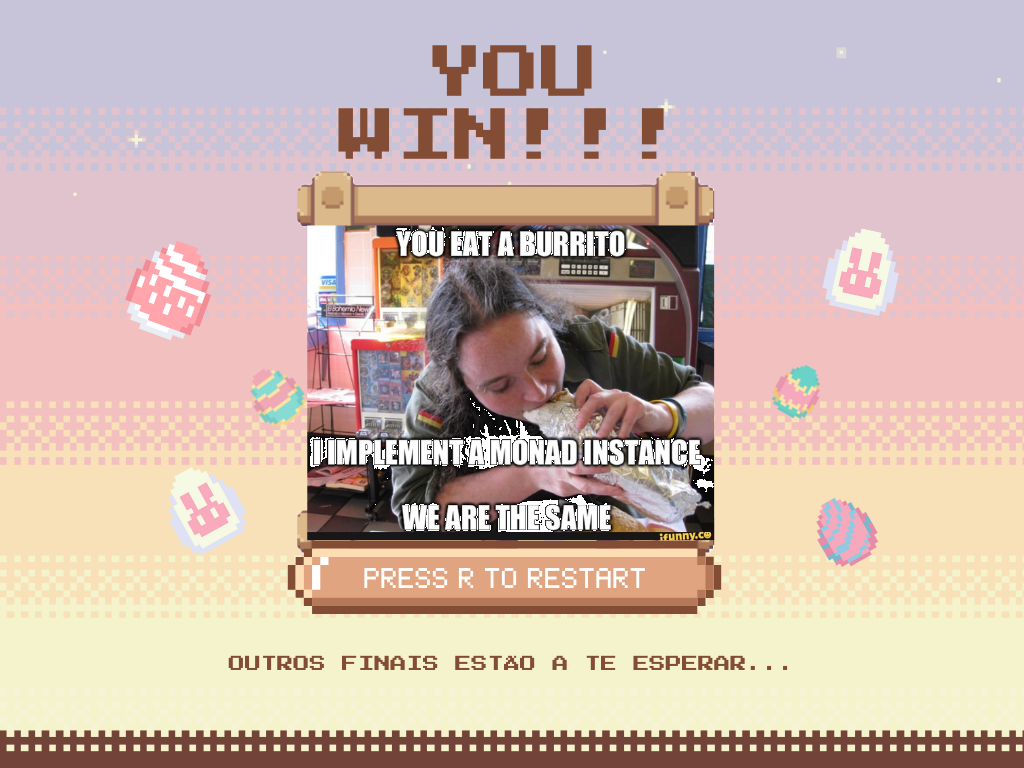 YOU
WIN!!!
YOU EAT A BURRITO
VISA
I IMPLEMENT A MONAD INSTANCE
WE ARE THE SAME
ifunny.co
PRESS R TO RESTART
OUTROS FINAIS ESTÃO A TE ESPERAR...